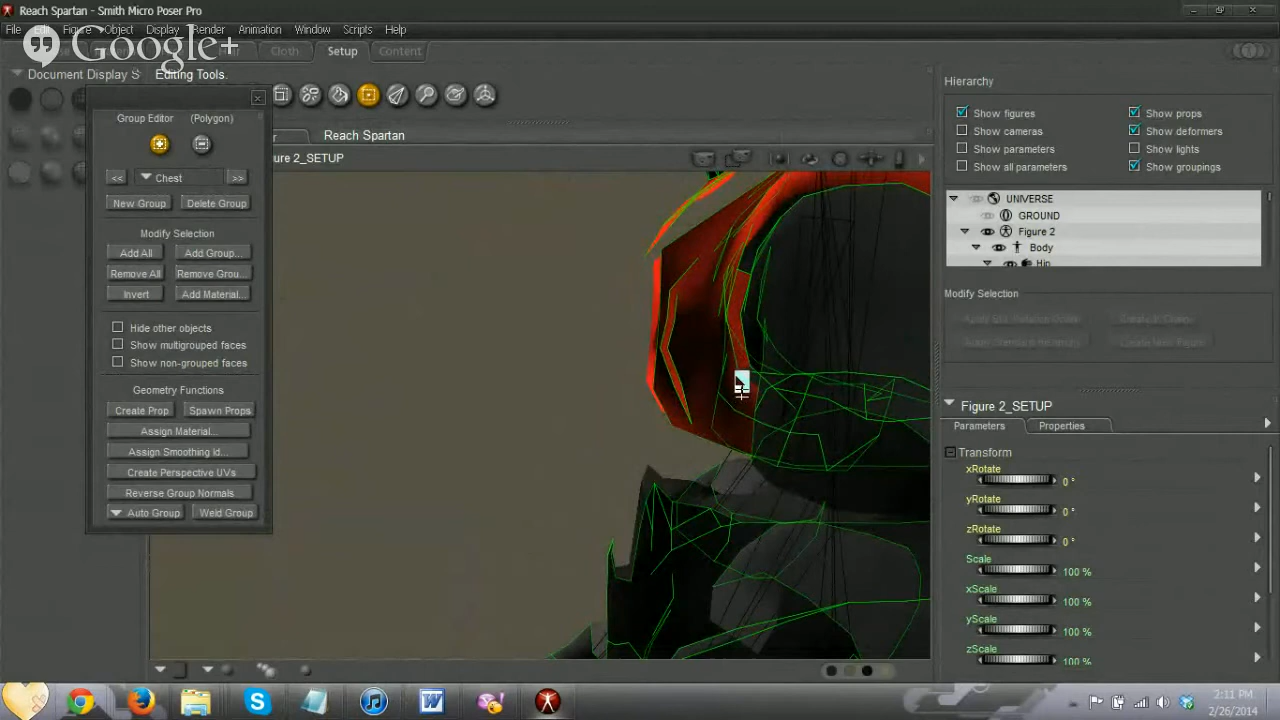 Reach Spartan - Smith Micro Poser Pro
File Edit Figure Object Display Render Animation Window Scripts Help
Google+
Cloth Setup Content
Document Display S Editing Tools.
Hierarchy
Group Editor (Polygon)
Show figures Show props
Show cameras Show deformers
Show parameters Show lights
Show all parameters Show groupings
Reach Spartan
ure 2_SETUP
<< Chest >>
New Group Delete Group
UNIVERSE
GROUND
Figure 2
Body
Hip
Modify Selection
Add All Add Group...
Remove All Remove Grou...
Invert Add Material...
Modify Selection
Hide other objects
Show multigrouped faces
Show non-grouped faces
Geometry Functions
Create Prop Spawn Props
Assign Material...
Assign Smoothing Id...
Create Perspective UVs
Reverse Group Normals
Auto Group Weld Group
Figure 2_SETUP
Parameters Properties
Transform
xRotate
0 °
yRotate
0 °
zRotate
0 °
Scale
100 %
xScale
100 %
yScale
100 %
zScale
100 %
2:11 PM
2/26/2014